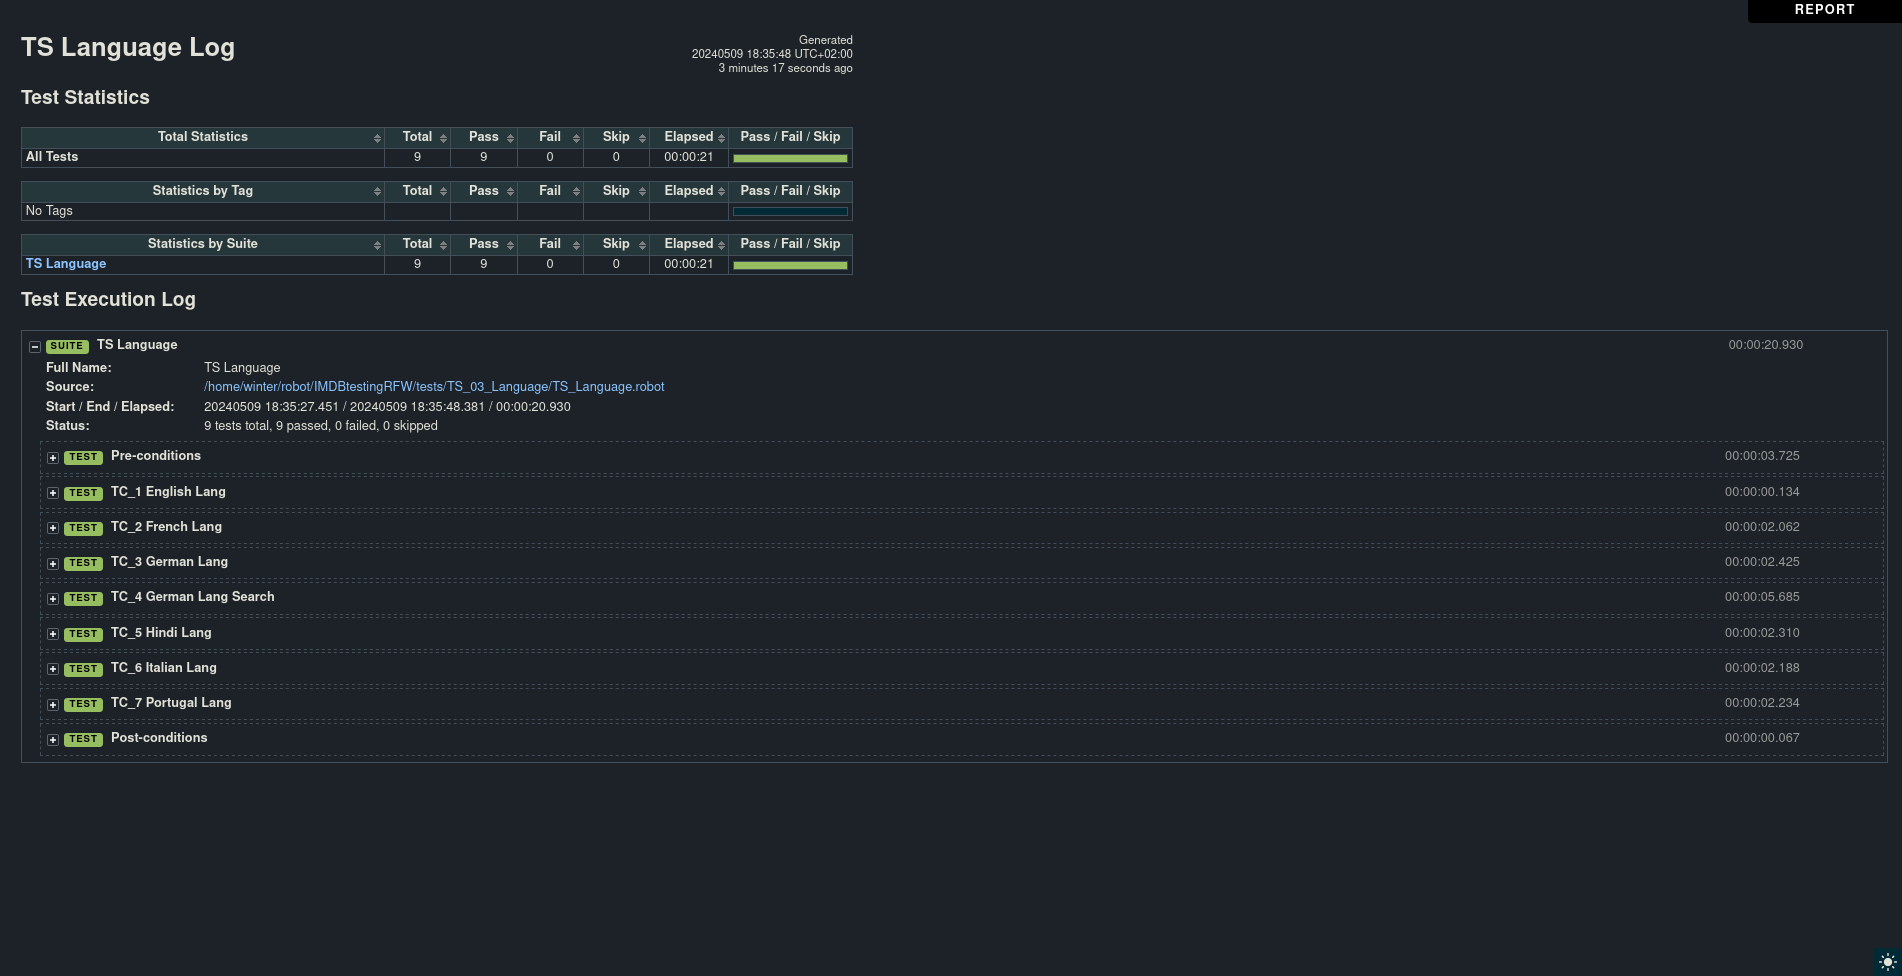 REPORT
TS Language Log
Generated
20240509 18:35:48 UTC+02:00
3 minutes 17 seconds ago
Test Statistics
Total Statistics Total Pass Fail Skip Elapsed Pass / Fail / Skip
All Tests 9 9 0 0 00:00:21
Statistics by Tag Total Pass Fail Skip Elapsed Pass / Fail / Skip
No Tags
Statistics by Suite Total Pass Fail Skip Elapsed Pass / Fail / Skip
TS Language 9 9 0 0 00:00:21
Test Execution Log
SUITE TS Language 00:00:20.930
Full Name: TS Language
Source: /home/winter/robot/IMDBtestingRFW/tests/TS_03_Language/TS_Language.robot
Start / End / Elapsed: 20240509 18:35:27.451 / 20240509 18:35:48.381 / 00:00:20.930
Status: 9 tests total, 9 passed, 0 failed, 0 skipped
TEST Pre-conditions 00:00:03.725
TEST TC_1 English Lang 00:00:00.134
TEST TC_2 French Lang 00:00:02.062
TEST TC_3 German Lang 00:00:02.425
TEST TC_4 German Lang Search 00:00:05.685
TEST TC_5 Hindi Lang 00:00:02.310
TEST TC_6 Italian Lang 00:00:02.188
TEST TC_7 Portugal Lang 00:00:02.234
TEST Post-conditions 00:00:00.067